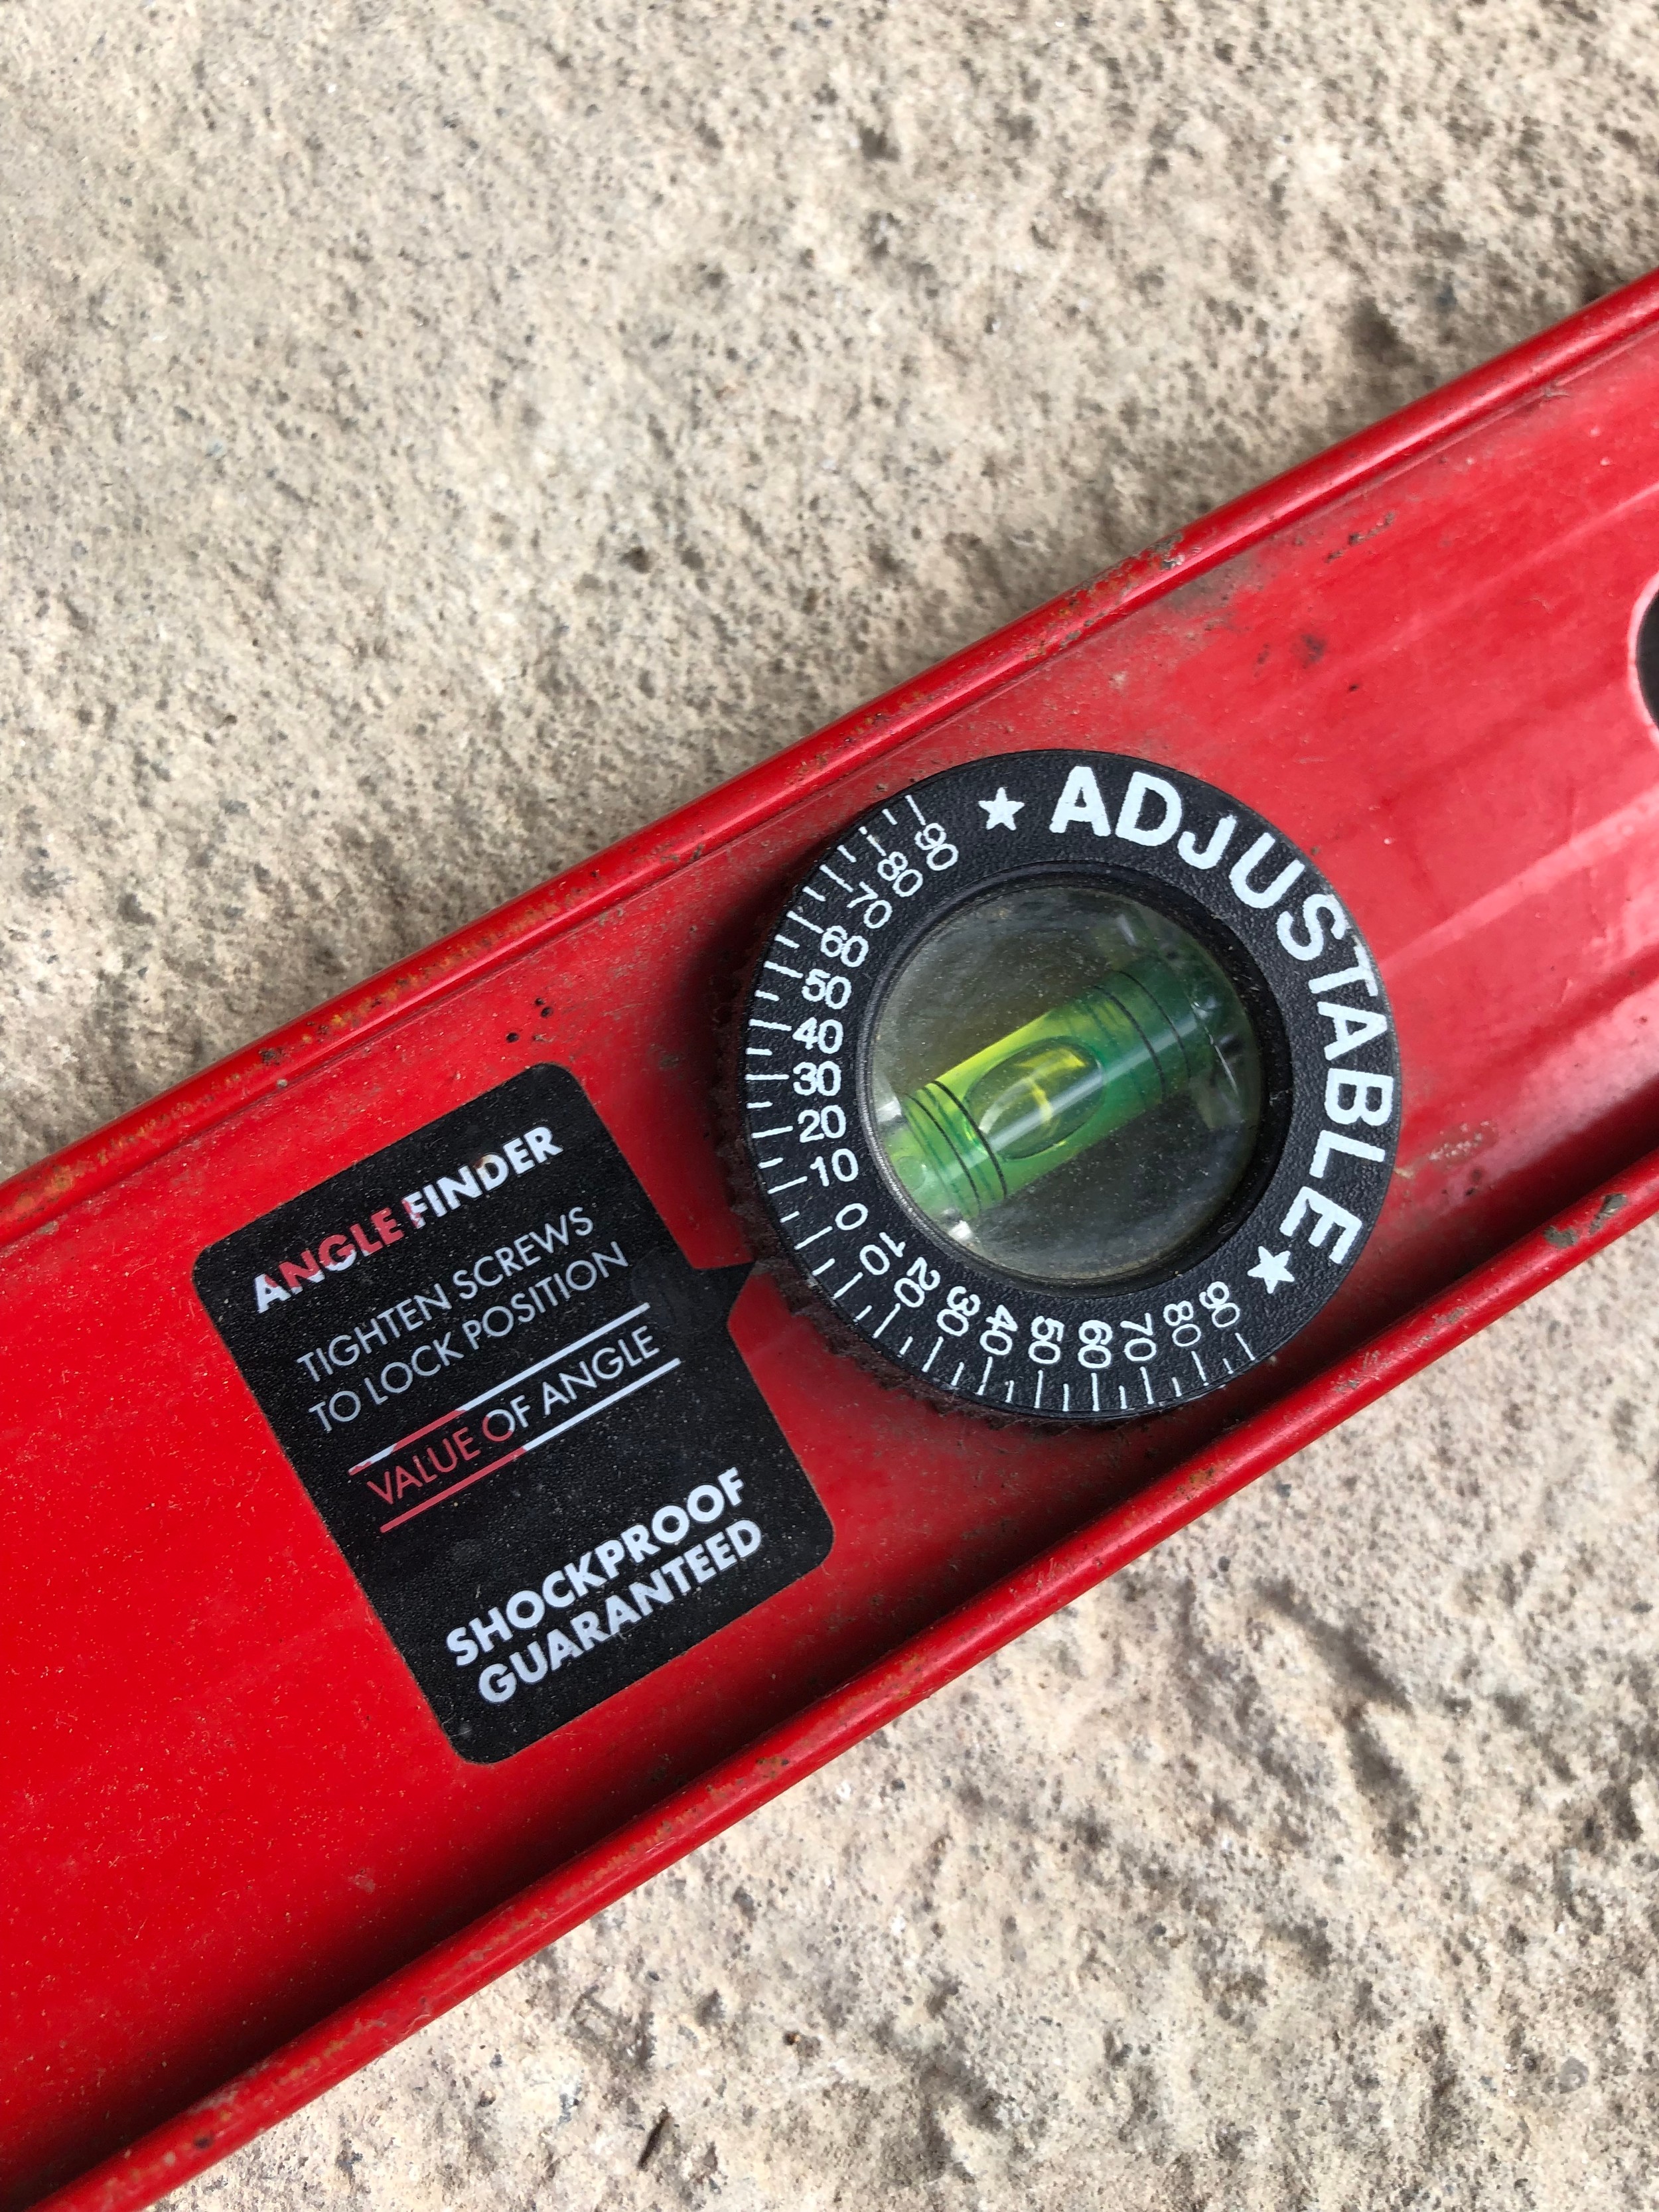 ANGLE FINDER
TIGHTEN SCREWS
TO LOCK POSITION
VALUE OF ANGLE
SHOCKPROOF
GUARANTEED
★ ADJUSTABLE ★
90 80 70 60 50 40 30 20 10 0 10 20 30 40 50 60 70 80 90